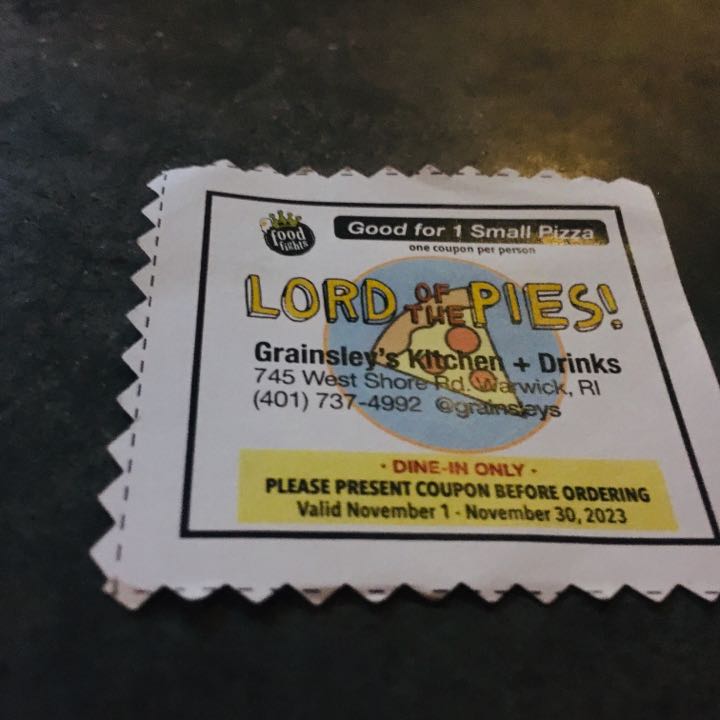 food
fights
Good for 1 Small Pizza
one coupon per person
LORD OF THE PIES!
Grainsley's Kitchen + Drinks
745 West Shore Rd. Warwick, RI
(401) 737-4992 @grainsleys
· DINE-IN ONLY ·
PLEASE PRESENT COUPON BEFORE ORDERING
Valid November 1 - November 30, 2023